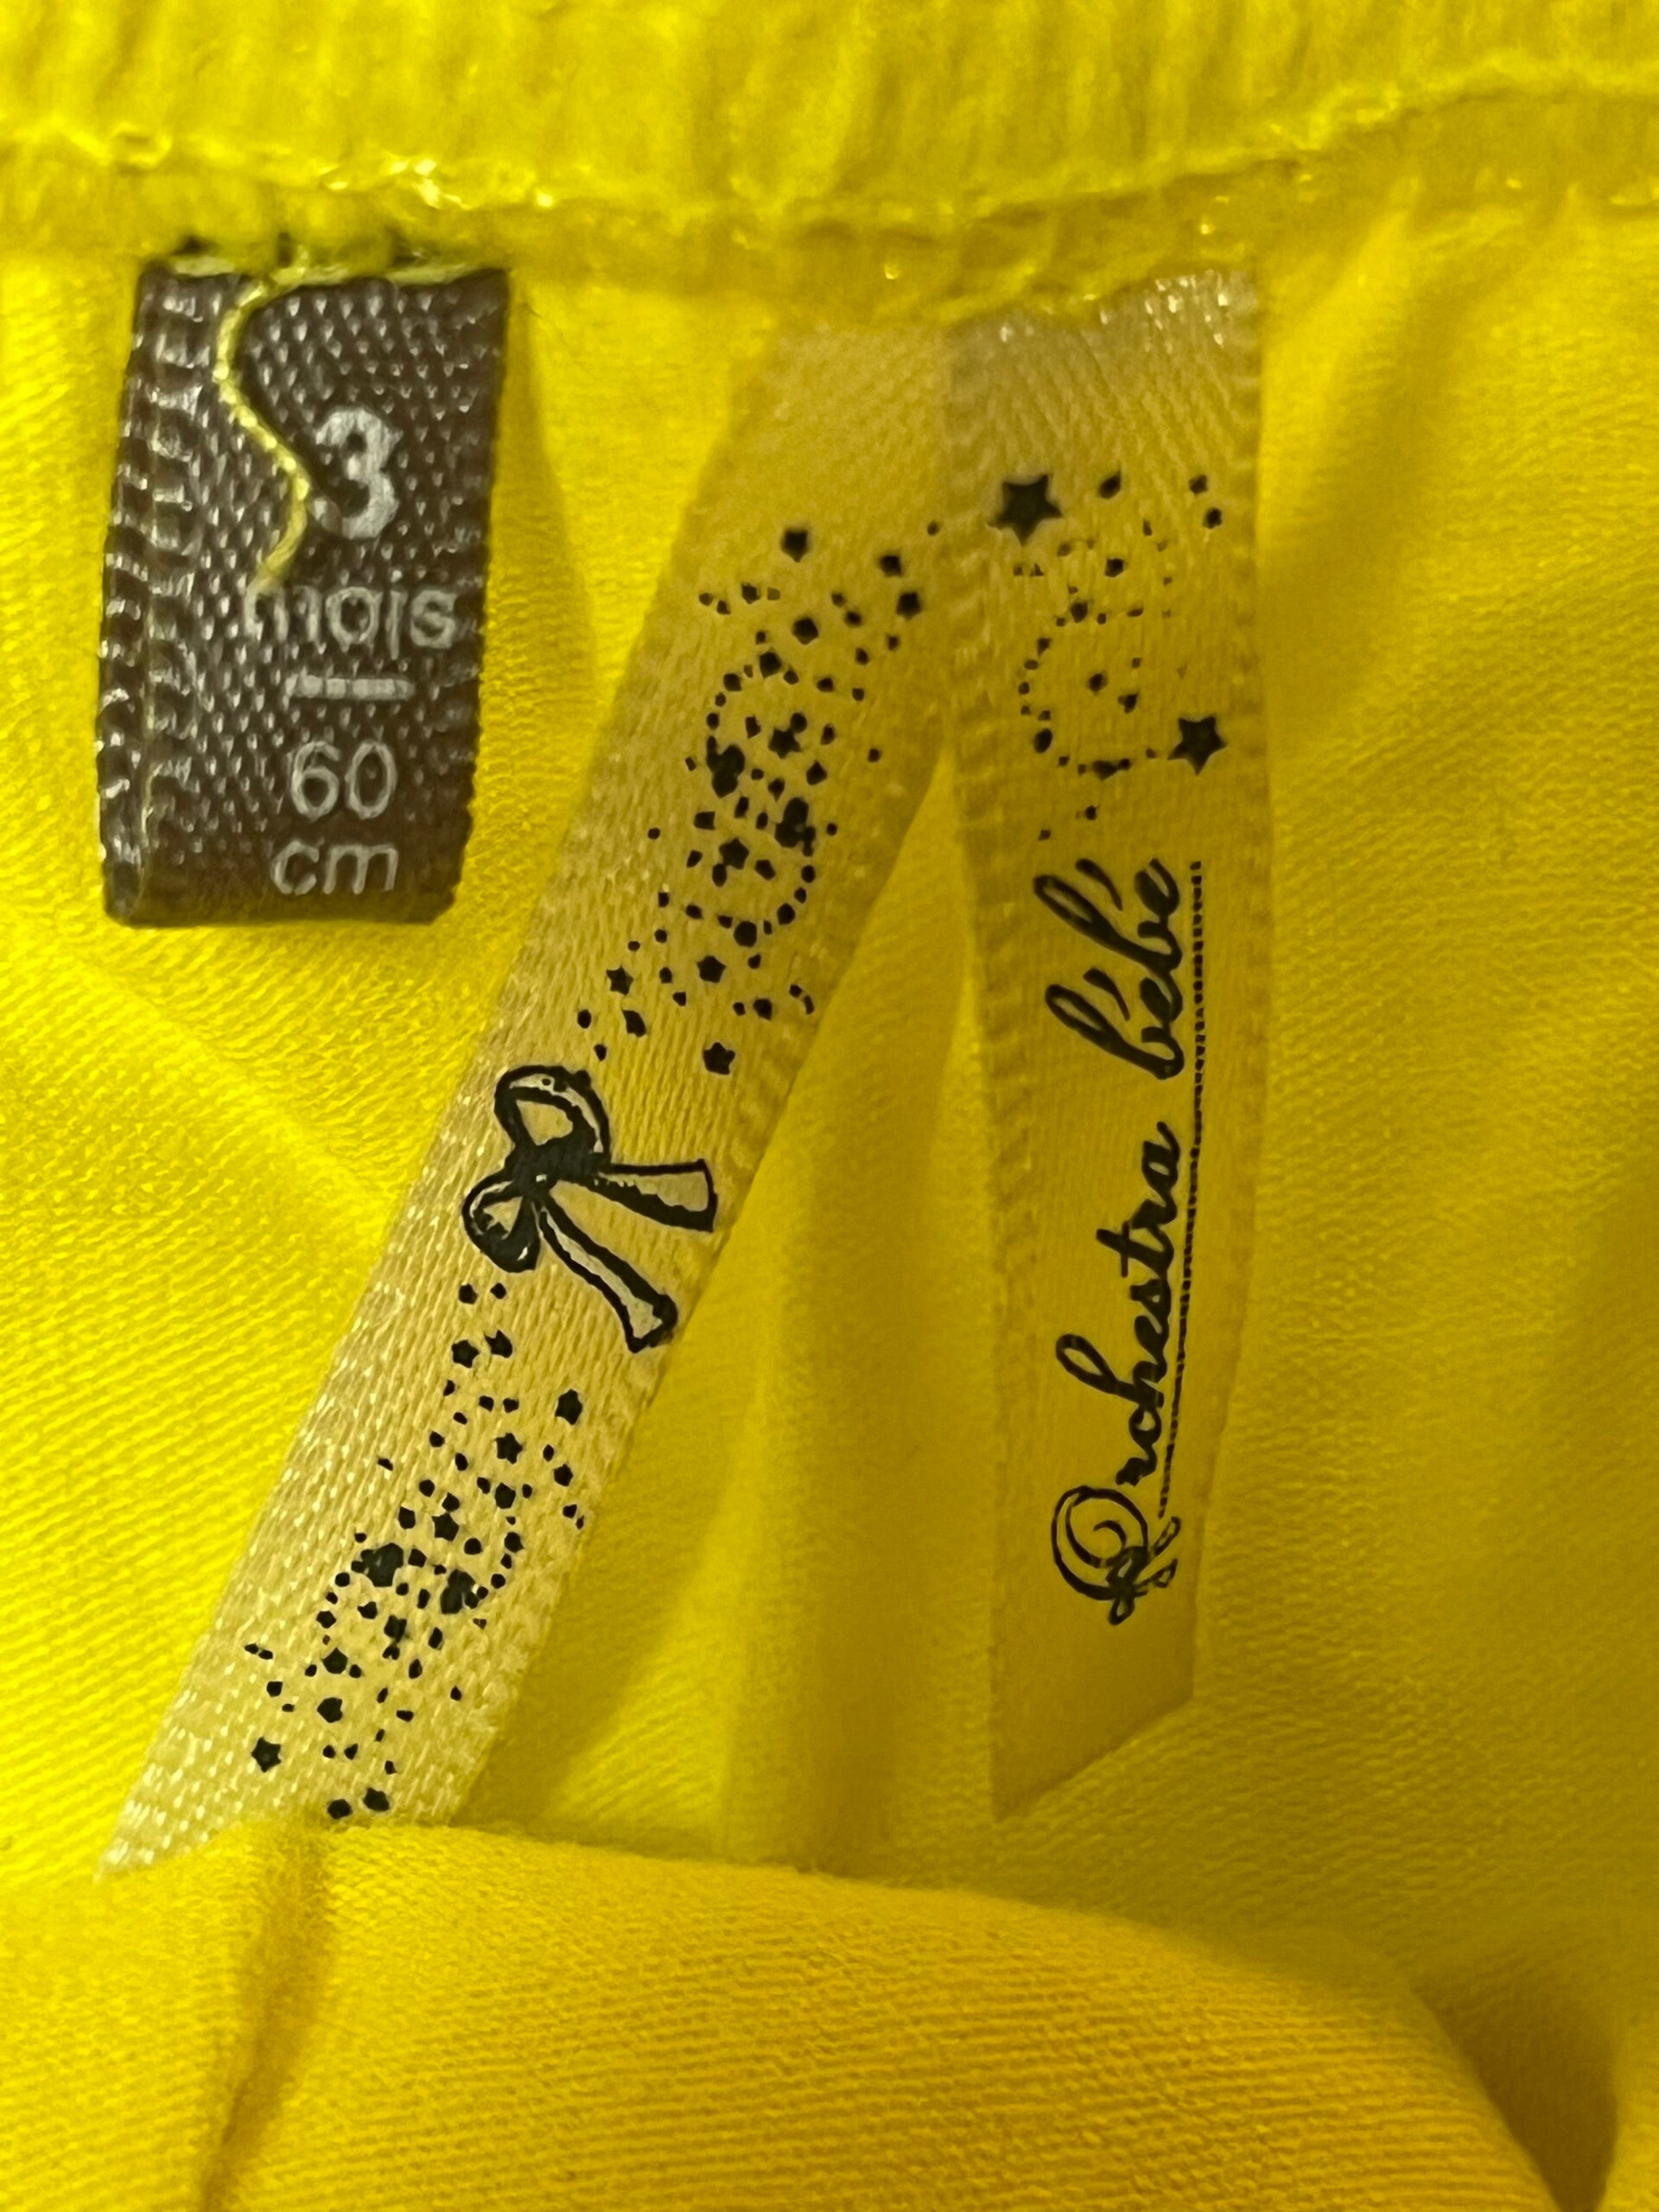 3
mois
60
cm
Orchestra bébé